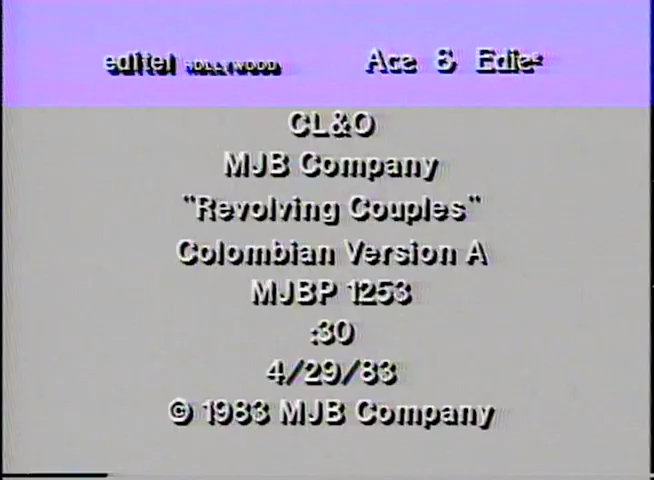 editel HOLLYWOOD Ace & Edie
CL&O
MJB Company
"Revolving Couples"
Colombian Version A
MJBP 1253
:30
4/29/83
© 1983 MJB Company